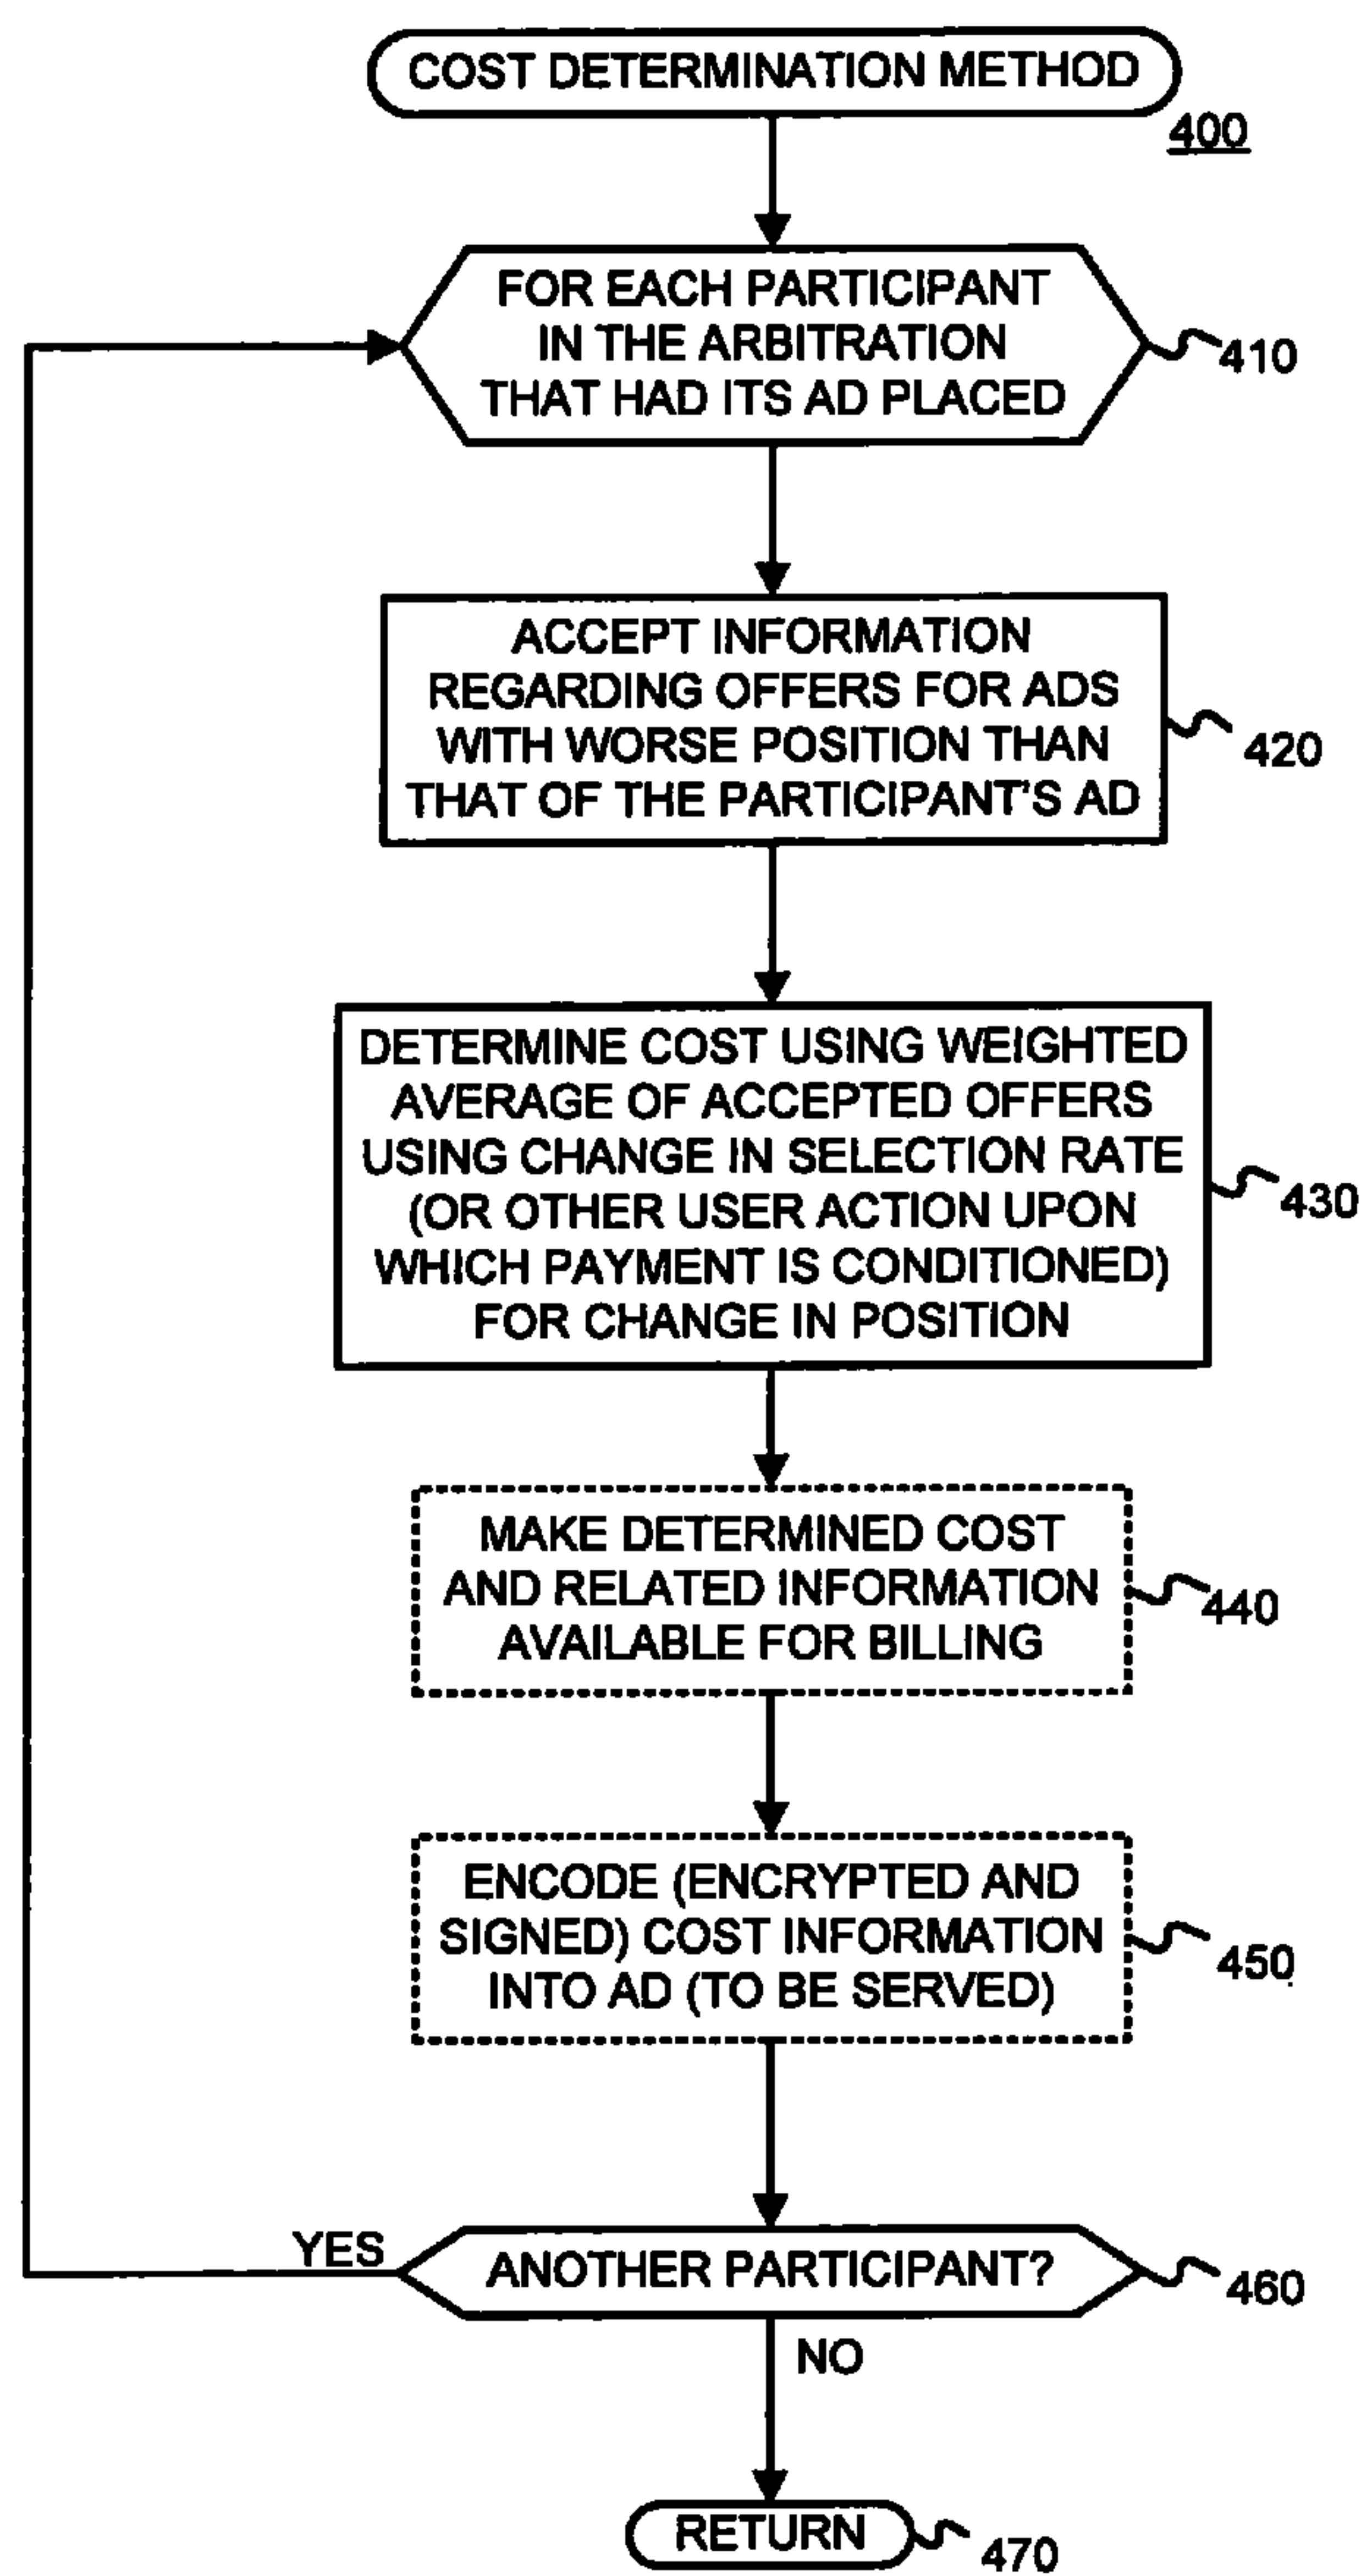 COST DETERMINATION METHOD
400
FOR EACH PARTICIPANT
IN THE ARBITRATION
THAT HAD ITS AD PLACED
410
ACCEPT INFORMATION
REGARDING OFFERS FOR ADS
WITH WORSE POSITION THAN
THAT OF THE PARTICIPANT'S AD
420
DETERMINE COST USING WEIGHTED
AVERAGE OF ACCEPTED OFFERS
USING CHANGE IN SELECTION RATE
(OR OTHER USER ACTION UPON
WHICH PAYMENT IS CONDITIONED)
FOR CHANGE IN POSITION
430
MAKE DETERMINED COST
AND RELATED INFORMATION
AVAILABLE FOR BILLING
440
ENCODE (ENCRYPTED AND
SIGNED) COST INFORMATION
INTO AD (TO BE SERVED)
450
YES
ANOTHER PARTICIPANT?
460
NO
RETURN
470